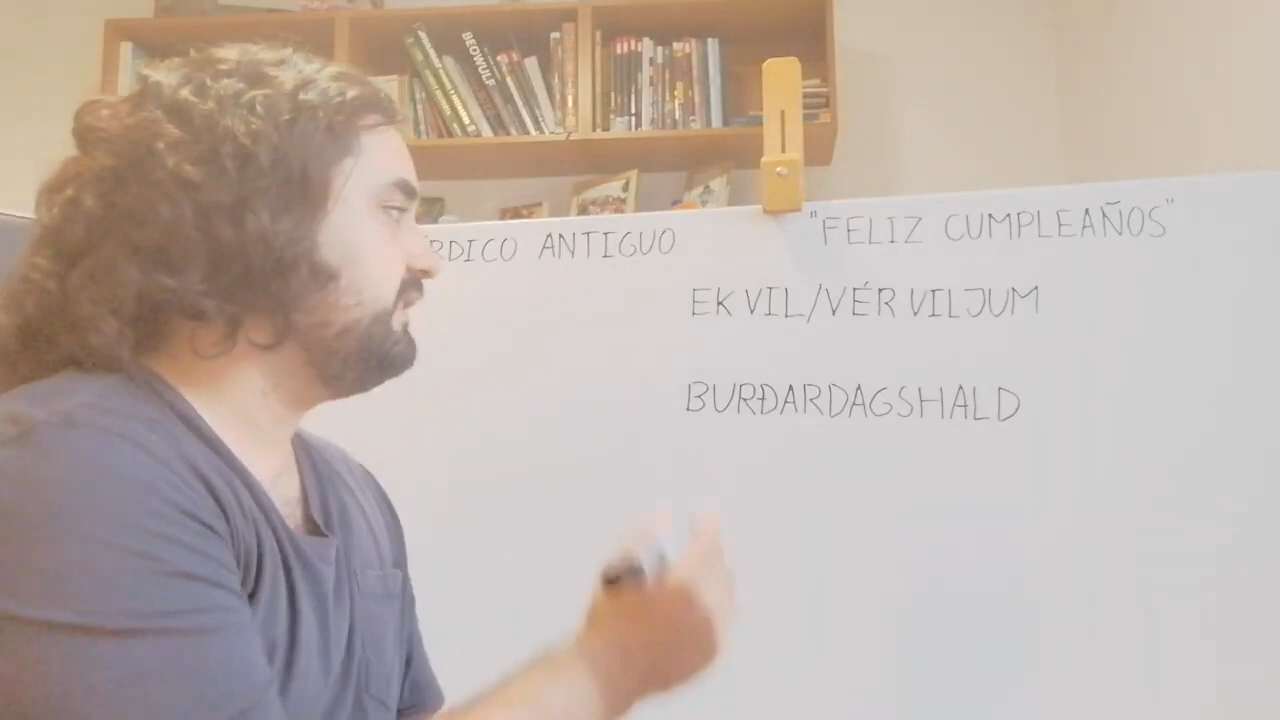 BEOWULF
RDICO ANTIGUO
"FELIZ CUMPLEAÑOS"
EK VIL/VÉR VILJUM
BURÐARDAGSHALD